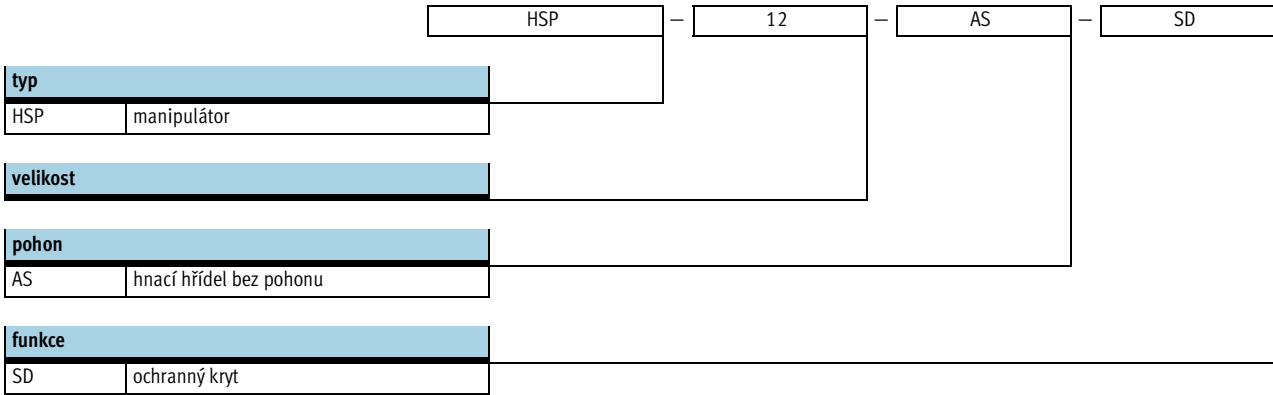 HSP – 12 – AS – SD
typ
HSP manipulátor
velikost
pohon
AS hnací hřídel bez pohonu
funkce
SD ochranný kryt